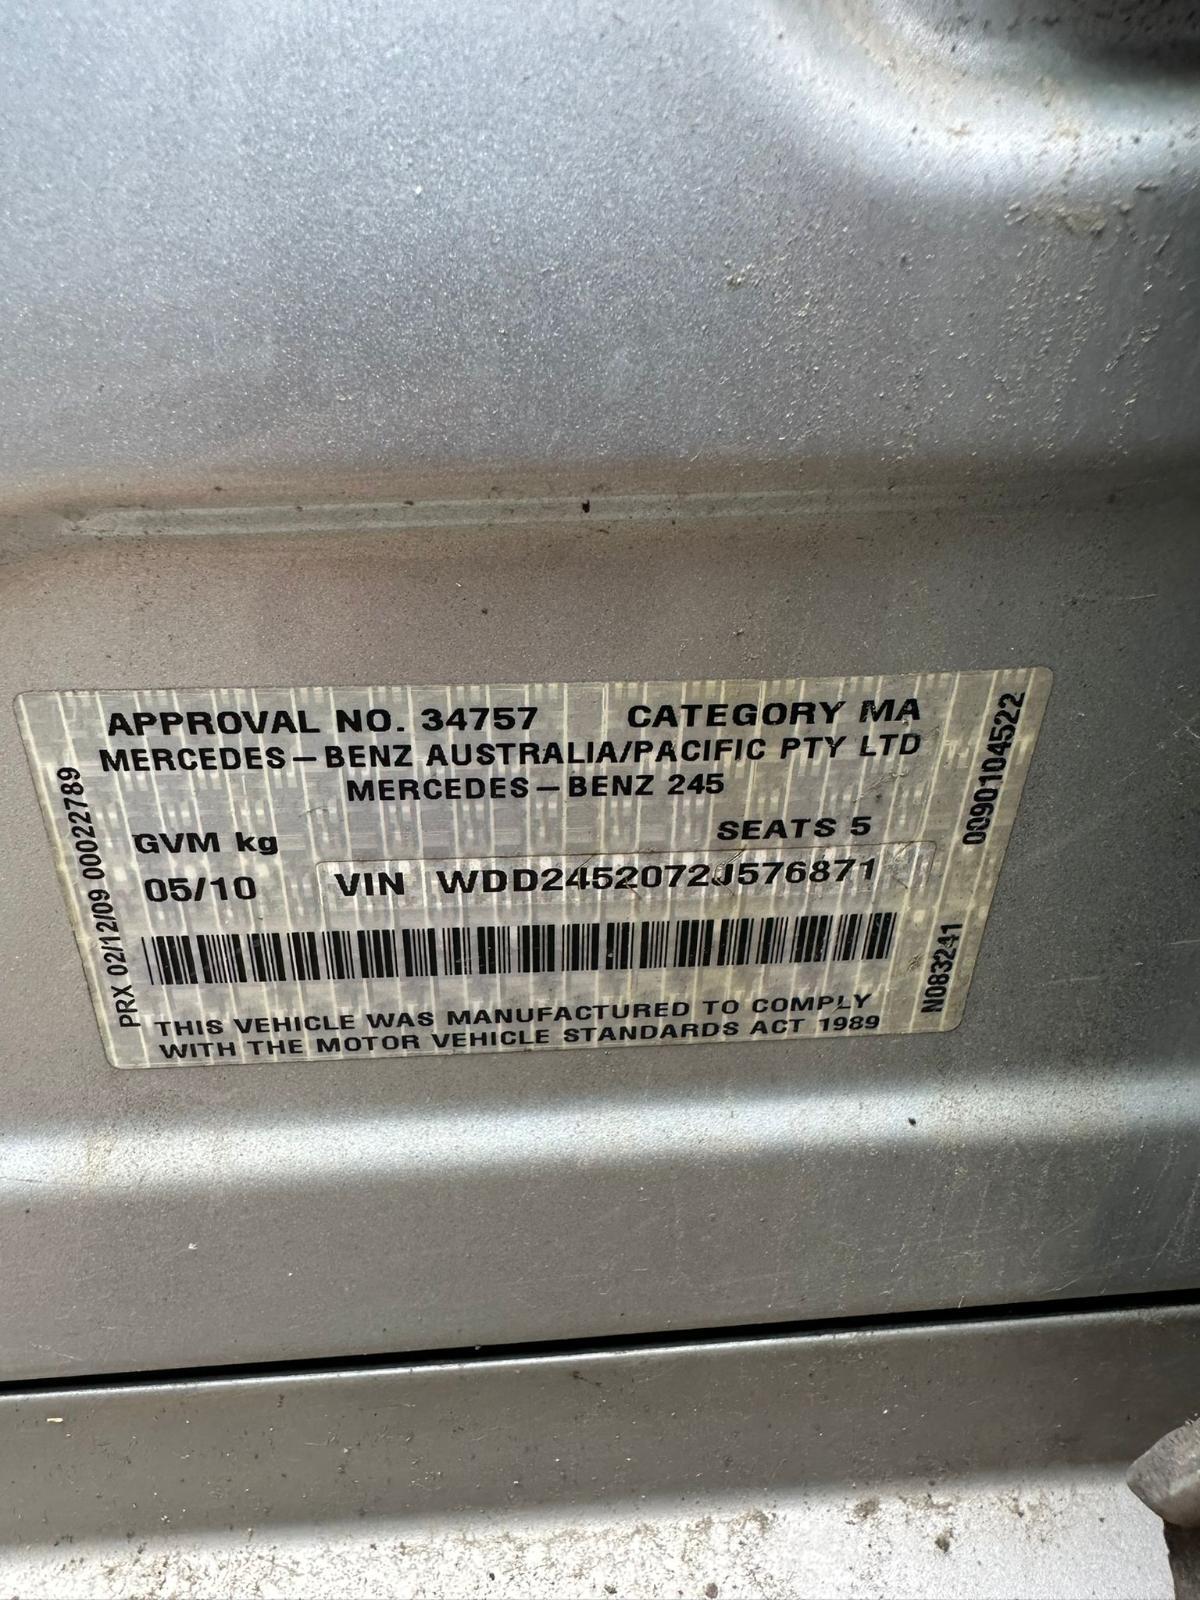 APPROVAL NO. 34757 CATEGORY MA
MERCEDES-BENZ AUSTRALIA/PACIFIC PTY LTD
MERCEDES-BENZ 245
GVM kg SEATS 5
05/10 VIN WDD2452072J576871
THIS VEHICLE WAS MANUFACTURED TO COMPLY
WITH THE MOTOR VEHICLE STANDARDS ACT 1989
PRX 02/12/09 00022789
0090104522
N083241